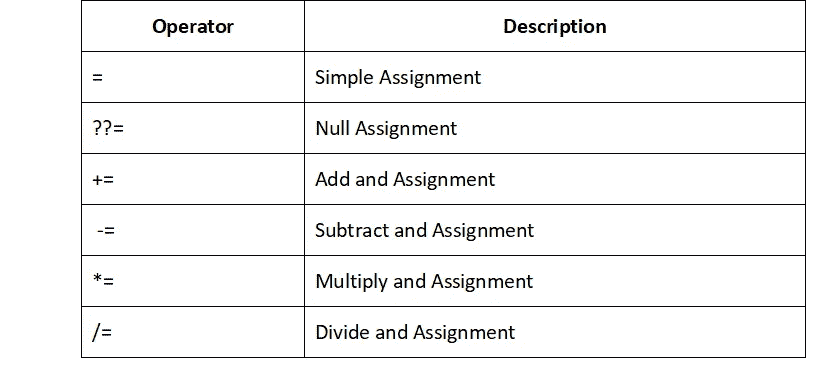 Operator Description
= Simple Assignment
??= Null Assignment
+= Add and Assignment
-= Subtract and Assignment
*= Multiply and Assignment
/= Divide and Assignment